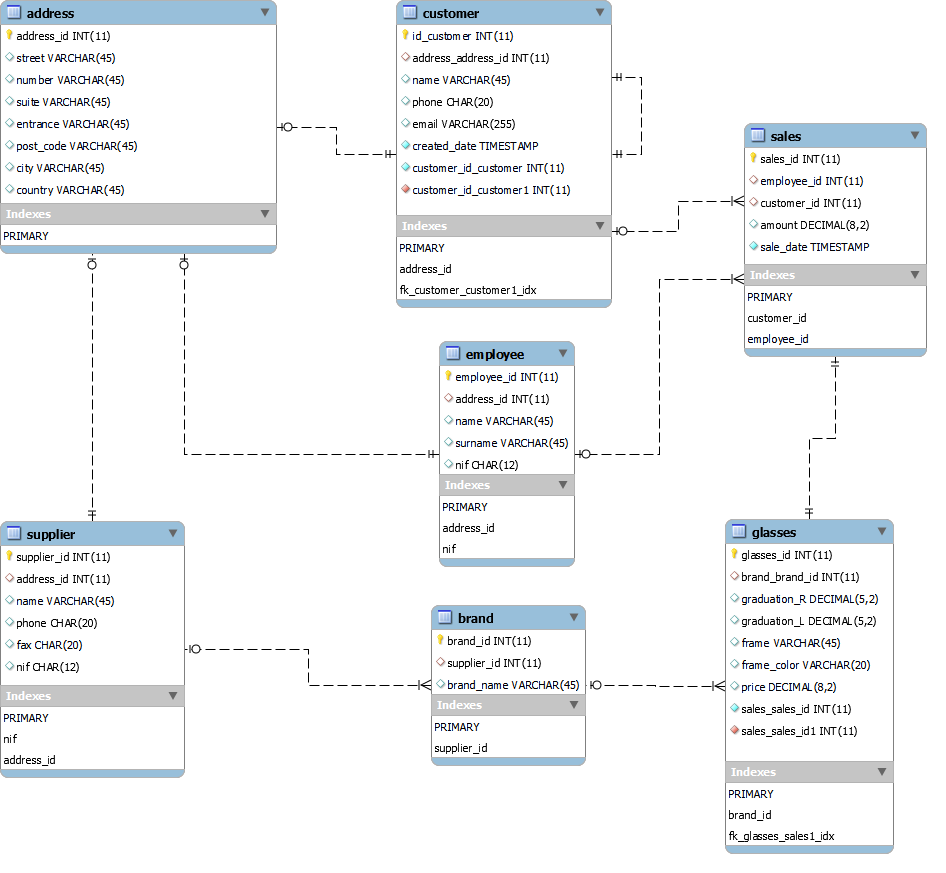 address
address_id INT(11)
street VARCHAR(45)
number VARCHAR(45)
suite VARCHAR(45)
entrance VARCHAR(45)
post_code VARCHAR(45)
city VARCHAR(45)
country VARCHAR(45)
Indexes
PRIMARY
customer
id_customer INT(11)
address_address_id INT(11)
name VARCHAR(45)
phone CHAR(20)
email VARCHAR(255)
created_date TIMESTAMP
customer_id_customer INT(11)
customer_id_customer1 INT(11)
Indexes
PRIMARY
address_id
fk_customer_customer1_idx
sales
sales_id INT(11)
employee_id INT(11)
customer_id INT(11)
amount DECIMAL(8,2)
sale_date TIMESTAMP
Indexes
PRIMARY
customer_id
employee_id
employee
employee_id INT(11)
address_id INT(11)
name VARCHAR(45)
surname VARCHAR(45)
nif CHAR(12)
Indexes
PRIMARY
address_id
nif
supplier
supplier_id INT(11)
address_id INT(11)
name VARCHAR(45)
phone CHAR(20)
fax CHAR(20)
nif CHAR(12)
Indexes
PRIMARY
nif
address_id
brand
brand_id INT(11)
supplier_id INT(11)
brand_name VARCHAR(45)
Indexes
PRIMARY
supplier_id
glasses
glasses_id INT(11)
brand_brand_id INT(11)
graduation_R DECIMAL(5,2)
graduation_L DECIMAL(5,2)
frame VARCHAR(45)
frame_color VARCHAR(20)
price DECIMAL(8,2)
sales_sales_id INT(11)
sales_sales_id1 INT(11)
Indexes
PRIMARY
brand_id
fk_glasses_sales1_idx